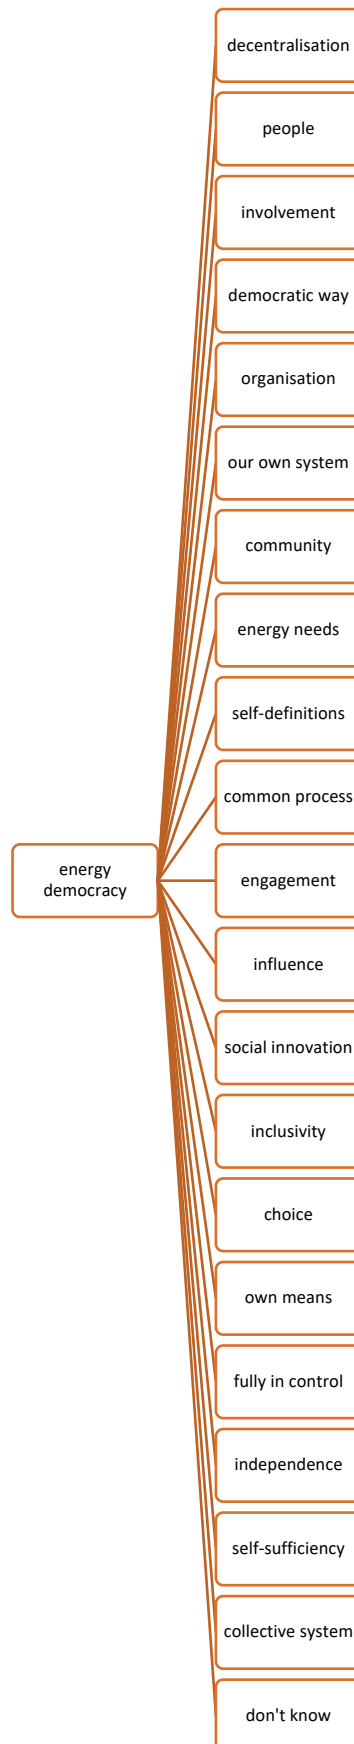 decentralisation
people
involvement
democratic way
organisation
our own system
community
energy needs
self-definitions
common process
energy
democracy
engagement
influence
social innovation
inclusivity
choice
own means
fully in control
independence
self-sufficiency
collective system
don't know